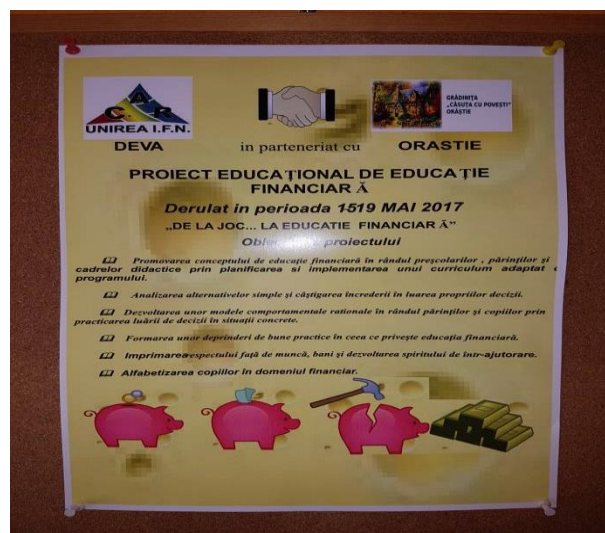 CAR
UNIREA I.F.N.
GRĂDINIȚA
„CĂSUȚA CU POVEȘTI"
ORĂȘTIE
DEVA in parteneriat cu ORASTIE
PROIECT EDUCAȚIONAL DE EDUCAȚIE
FINANCIAR Ă
Derulat in perioada 1519 MAI 2017
„DE LA JOC... LA EDUCATIE FINANCIAR Ă”
proiectului
Promovarea conceptului de educație financiară în rândul preșcolarilor , părinților și
cadrelor didactice prin planificarea si implementarea unui curriculum adaptat
programului.
Analizarea alternativelor simple și câștigarea încrederii în luarea propriilor decizii.
Dezvoltarea unor modele comportamentale rationale în rândul părinților și copiilor prin
practicarea luării de decizii în situații concrete.
Formarea unor deprinderi de bune practice în ceea ce privește educația financiară.
Imprimarea espectului față de muncă, bani și dezvoltarea spiritului de într-ajutorare.
Alfabetizarea copiilor în domeniul financiar.